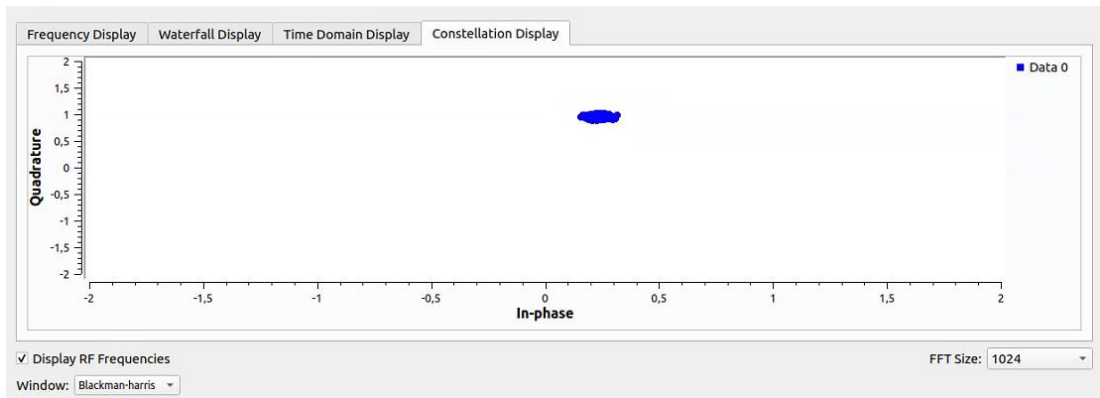 Frequency Display Waterfall Display Time Domain Display Constellation Display
Data 0
2
1,5
1
0,5
0
-0,5
-1
-1,5
-2
Quadrature
-2 -1,5 -1 -0,5 0 0,5 1 1,5 2
In-phase
Display RF Frequencies FFT Size: 1024
Window: Blackman-harris